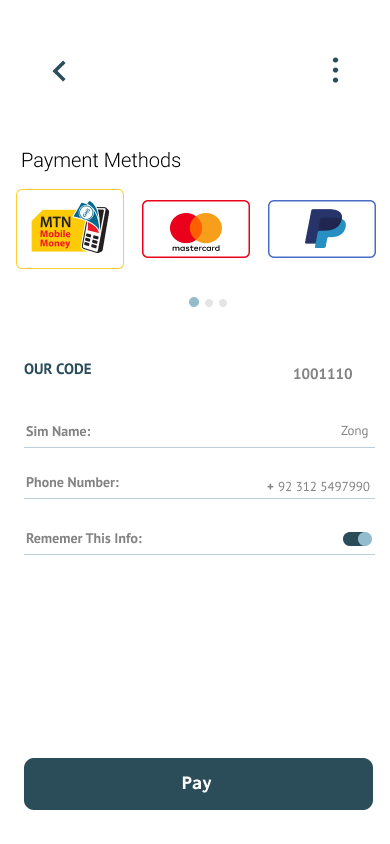 Payment Methods
MTN
Mobile
Money
mastercard
OUR CODE
1001110
Sim Name:
Zong
Phone Number:
+ 92 312 5497990
Rememer This Info:
Pay